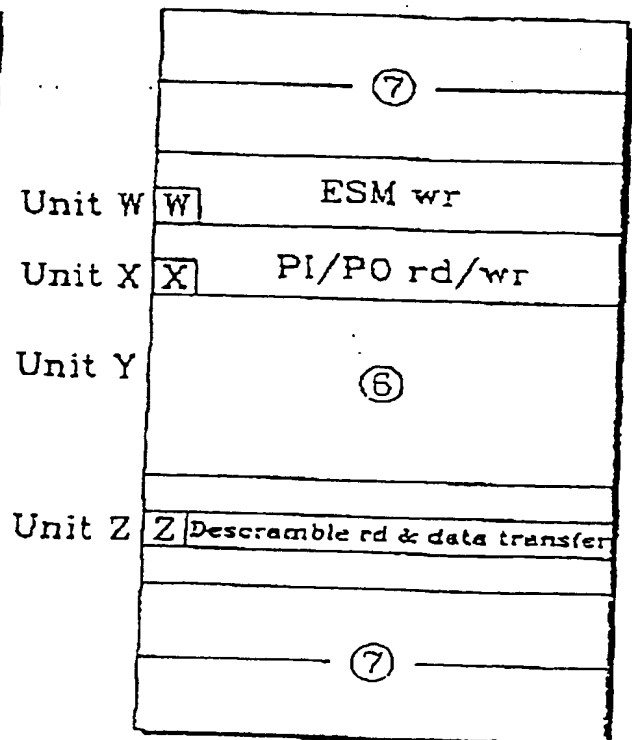 ⑦
Unit W W ESM wr
Unit X X PI/PO rd/wr
Unit Y ⑥
Unit Z Z Descramble rd & data transfer
⑦